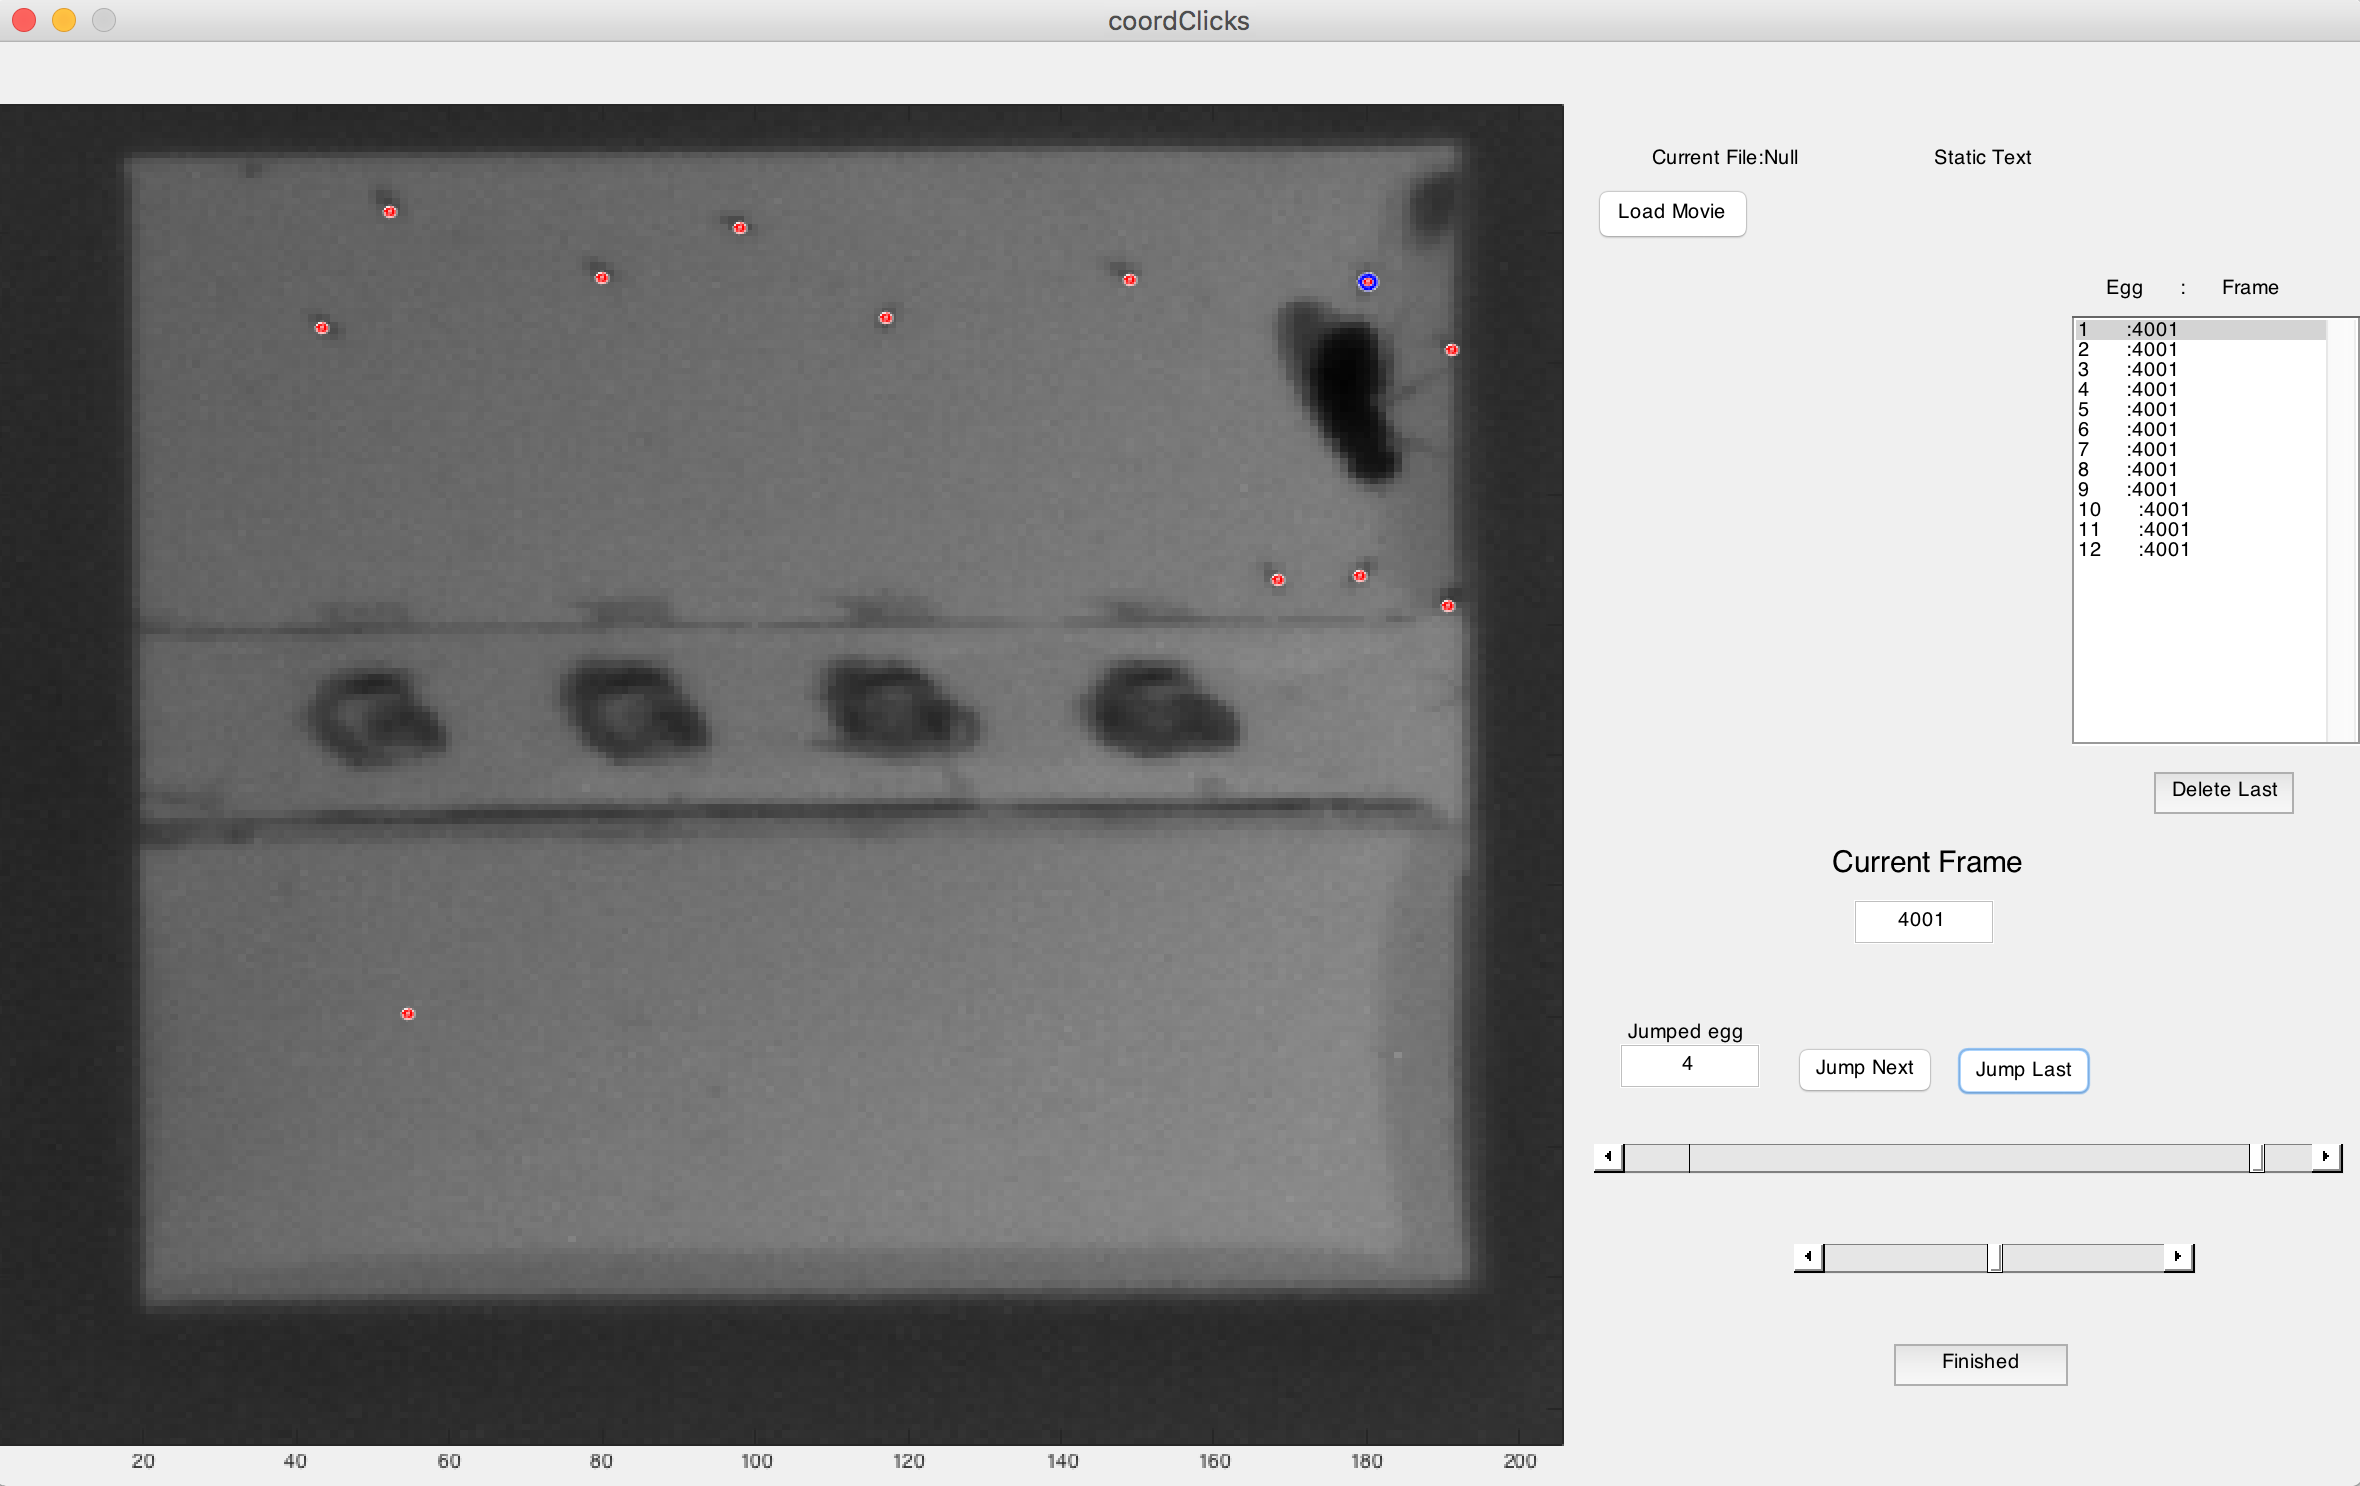 coordClicks
Current File:Null
Static Text
Load Movie
Egg : Frame
1 :4001
2 :4001
3 :4001
4 :4001
5 :4001
6 :4001
7 :4001
8 :4001
9 :4001
10 :4001
11 :4001
12 :4001
Delete Last
Current Frame
4001
Jumped egg
4
Jump Next
Jump Last
Finished
20 40 60 80 100 120 140 160 180 200